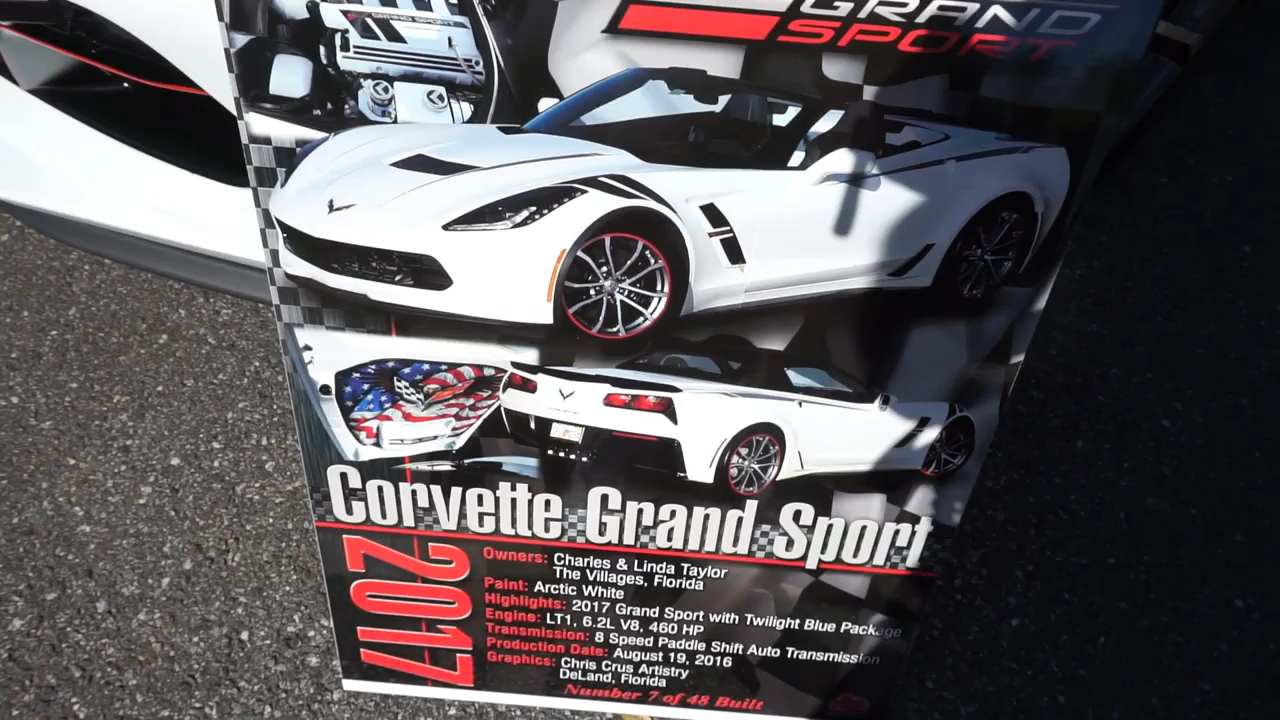 GRAND SPORT
GRAND
SPORT
Corvette Grand Sport
2017
Owners: Charles & Linda Taylor
The Villages, Florida
Paint: Arctic White
Highlights: 2017 Grand Sport with Twilight Blue Package
Engine: LT1, 6.2L V8, 460 HP
Transmission: 8 Speed Paddle Shift Auto Transmission
Production Date: August 19, 2016
Graphics: Chris Crus Artistry
DeLand, Florida
Number 7 of 48 Built